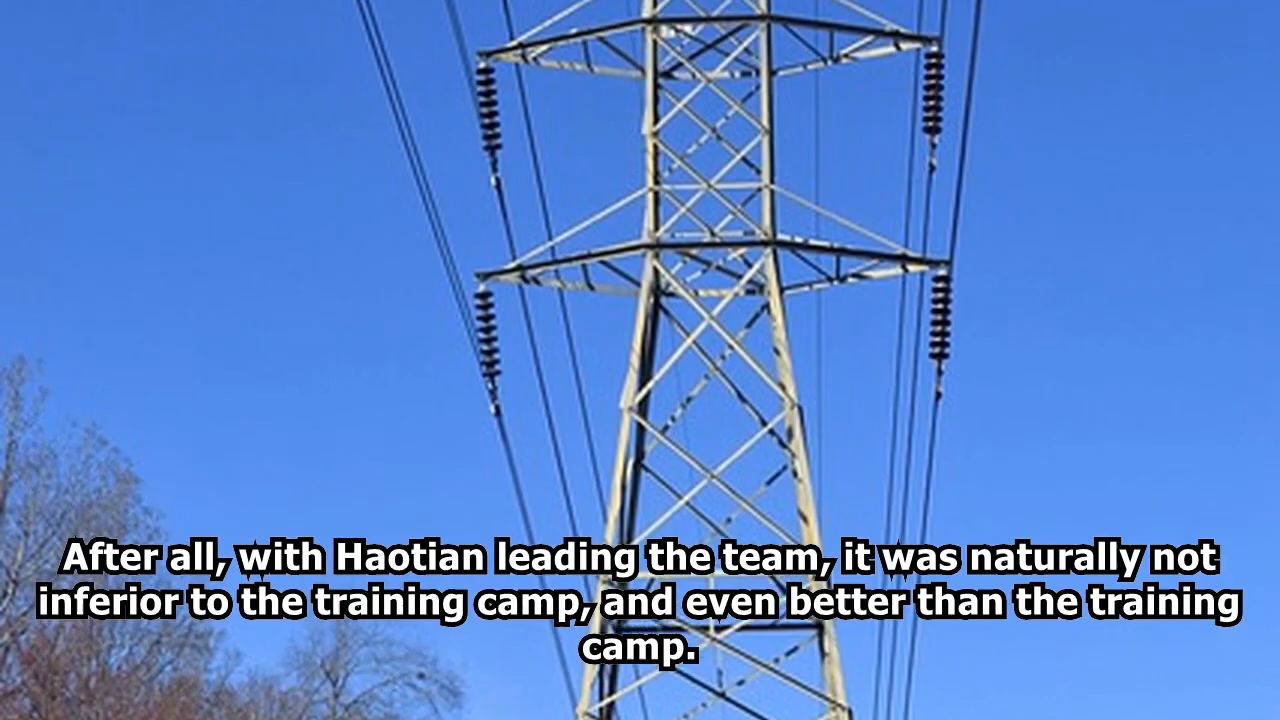 After all, with Haotian leading the team, it was naturally not
inferior to the training camp, and even better than the training
camp.